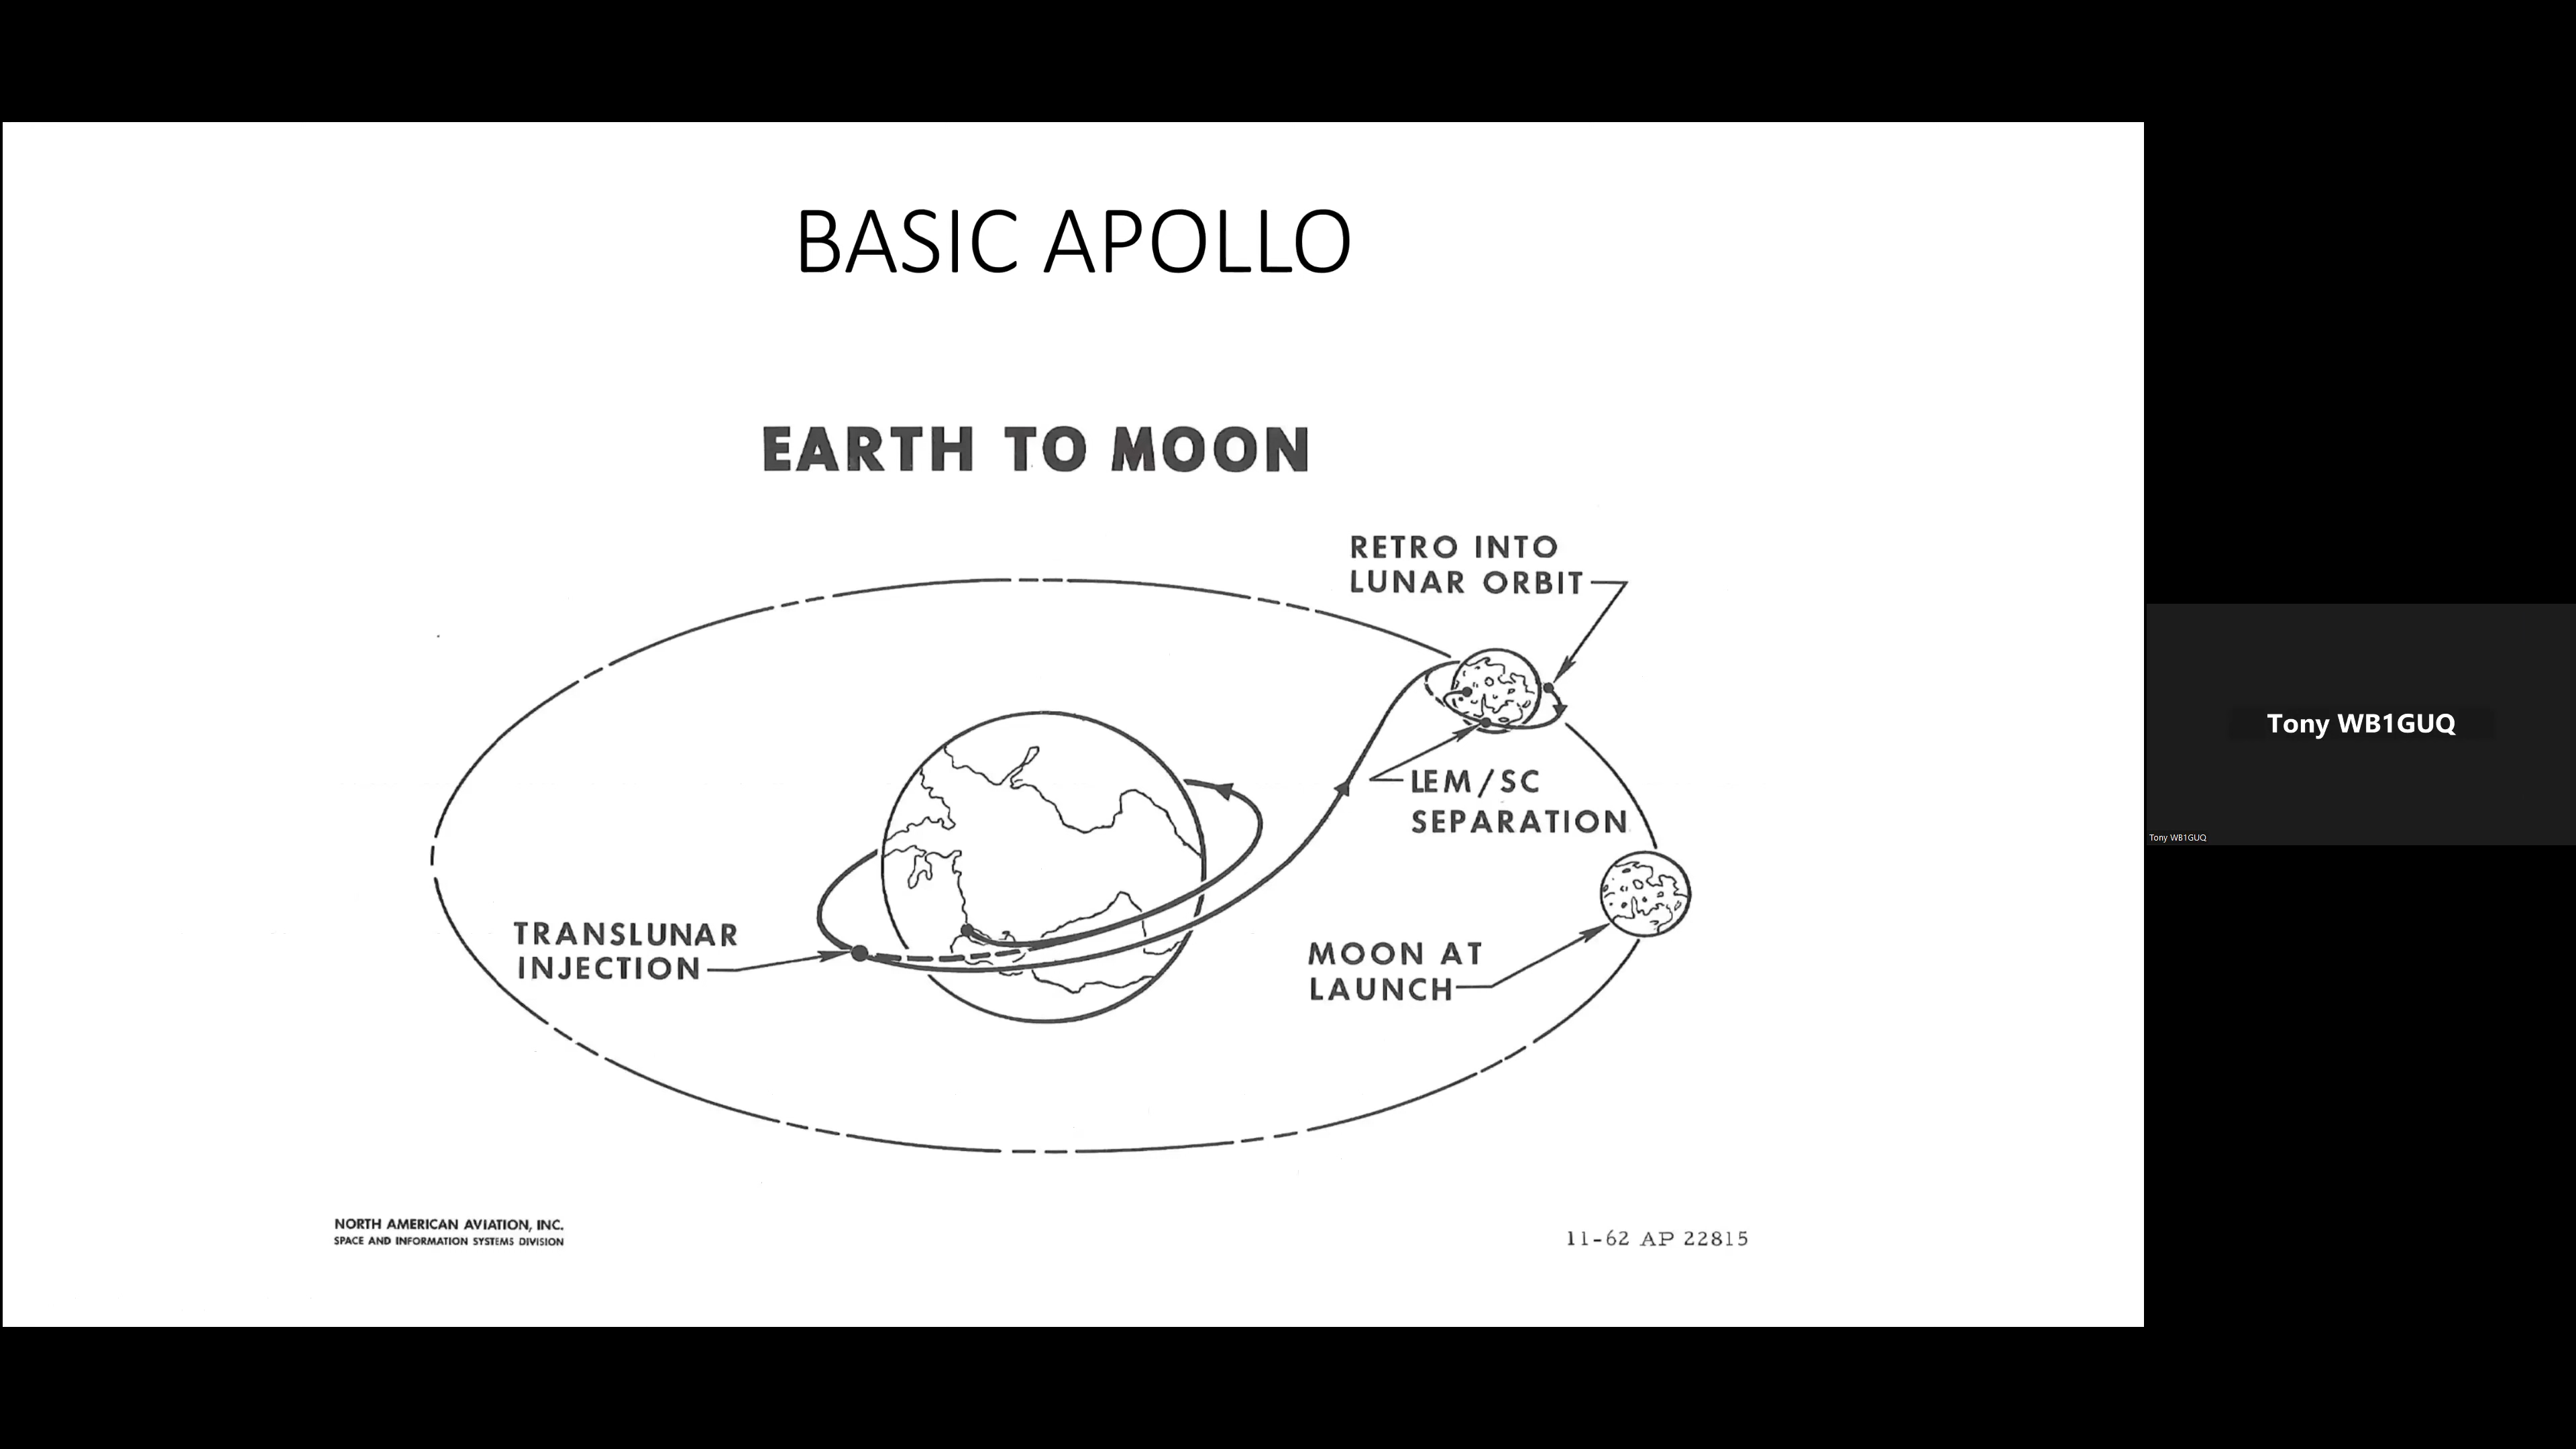 BASIC APOLLO
EARTH TO MOON
RETRO INTO
LUNAR ORBIT
LEM/SC
SEPARATION
TRANSLUNAR
INJECTION
MOON AT
LAUNCH
NORTH AMERICAN AVIATION, INC.
SPACE AND INFORMATION SYSTEMS DIVISION
11-62 AP 22815
Tony WB1GUQ
Tony WB1GUQ